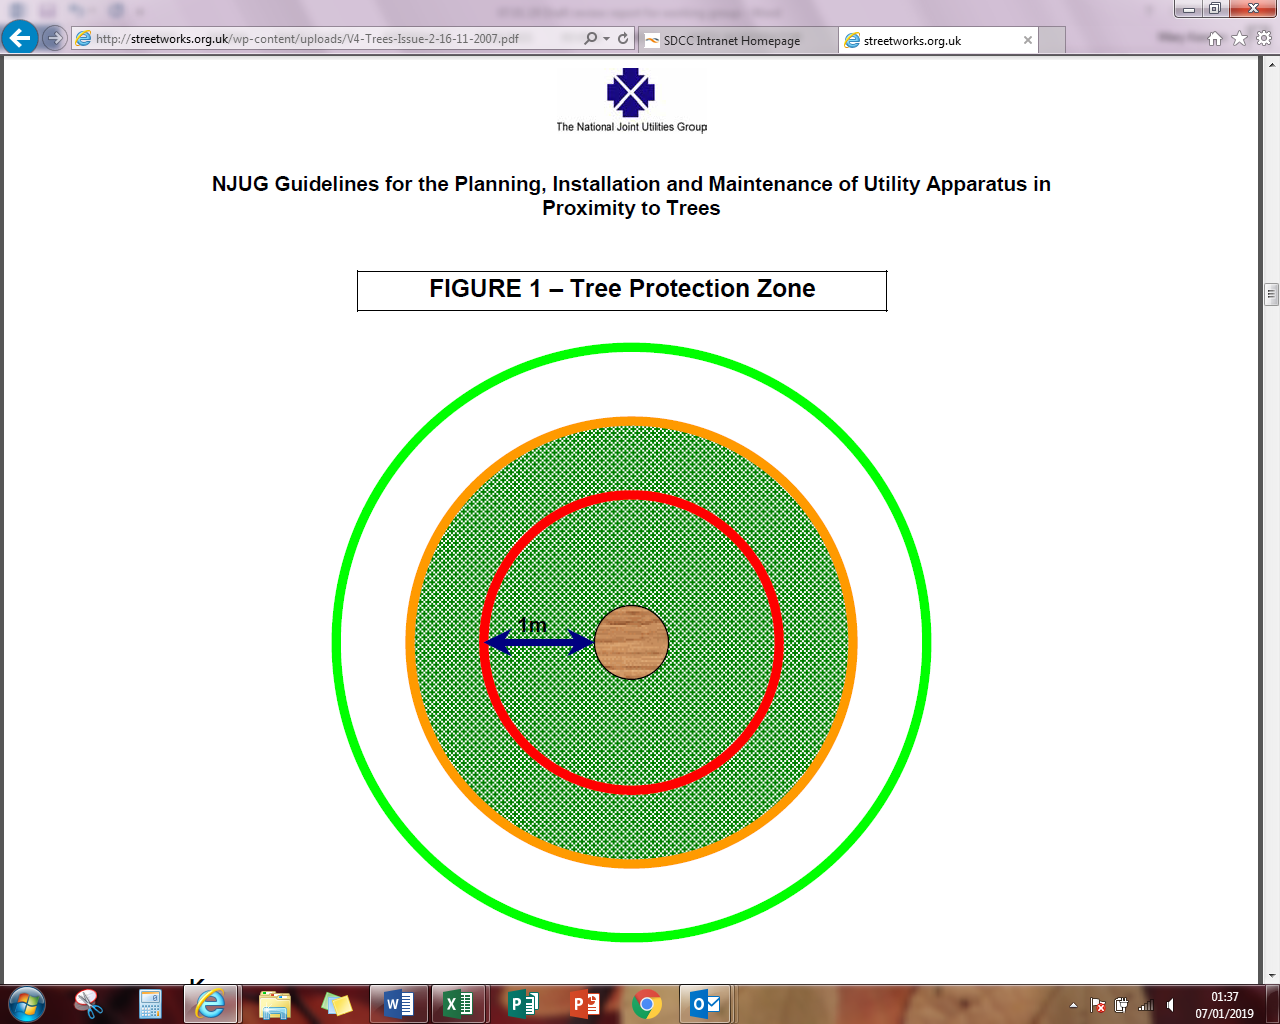 http://streetworks.org.uk/wp-content/uploads/V4-Trees-Issue-2-16-11-2007.pdf
SDCC Intranet Homepage
streetworks.org.uk
The National Joint Utilities Group
NJUG Guidelines for the Planning, Installation and Maintenance of Utility Apparatus in
Proximity to Trees
FIGURE 1 – Tree Protection Zone
1m
01:37
07/01/2019